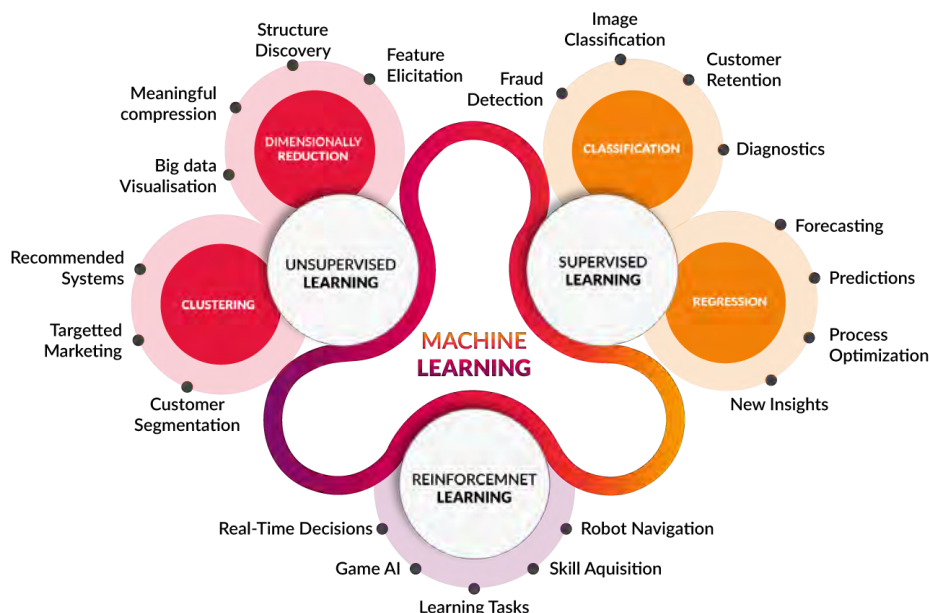 Structure
Discovery
Feature
Elicitation
Meaningful
compression
Big data
Visualisation
DIMENSIONALLY
REDUCTION
Recommended
Systems
Targetted
Marketing
Customer
Segmentation
CLUSTERING
UNSUPERVISED
LEARNING
Image
Classification
Customer
Retention
Fraud
Detection
Diagnostics
CLASSIFICATION
SUPERVISED
LEARNING
Forecasting
Predictions
Process
Optimization
New Insights
REGRESSION
MACHINE
LEARNING
REINFORCEMNET
LEARNING
Real-Time Decisions
Game AI
Learning Tasks
Skill Aquisition
Robot Navigation